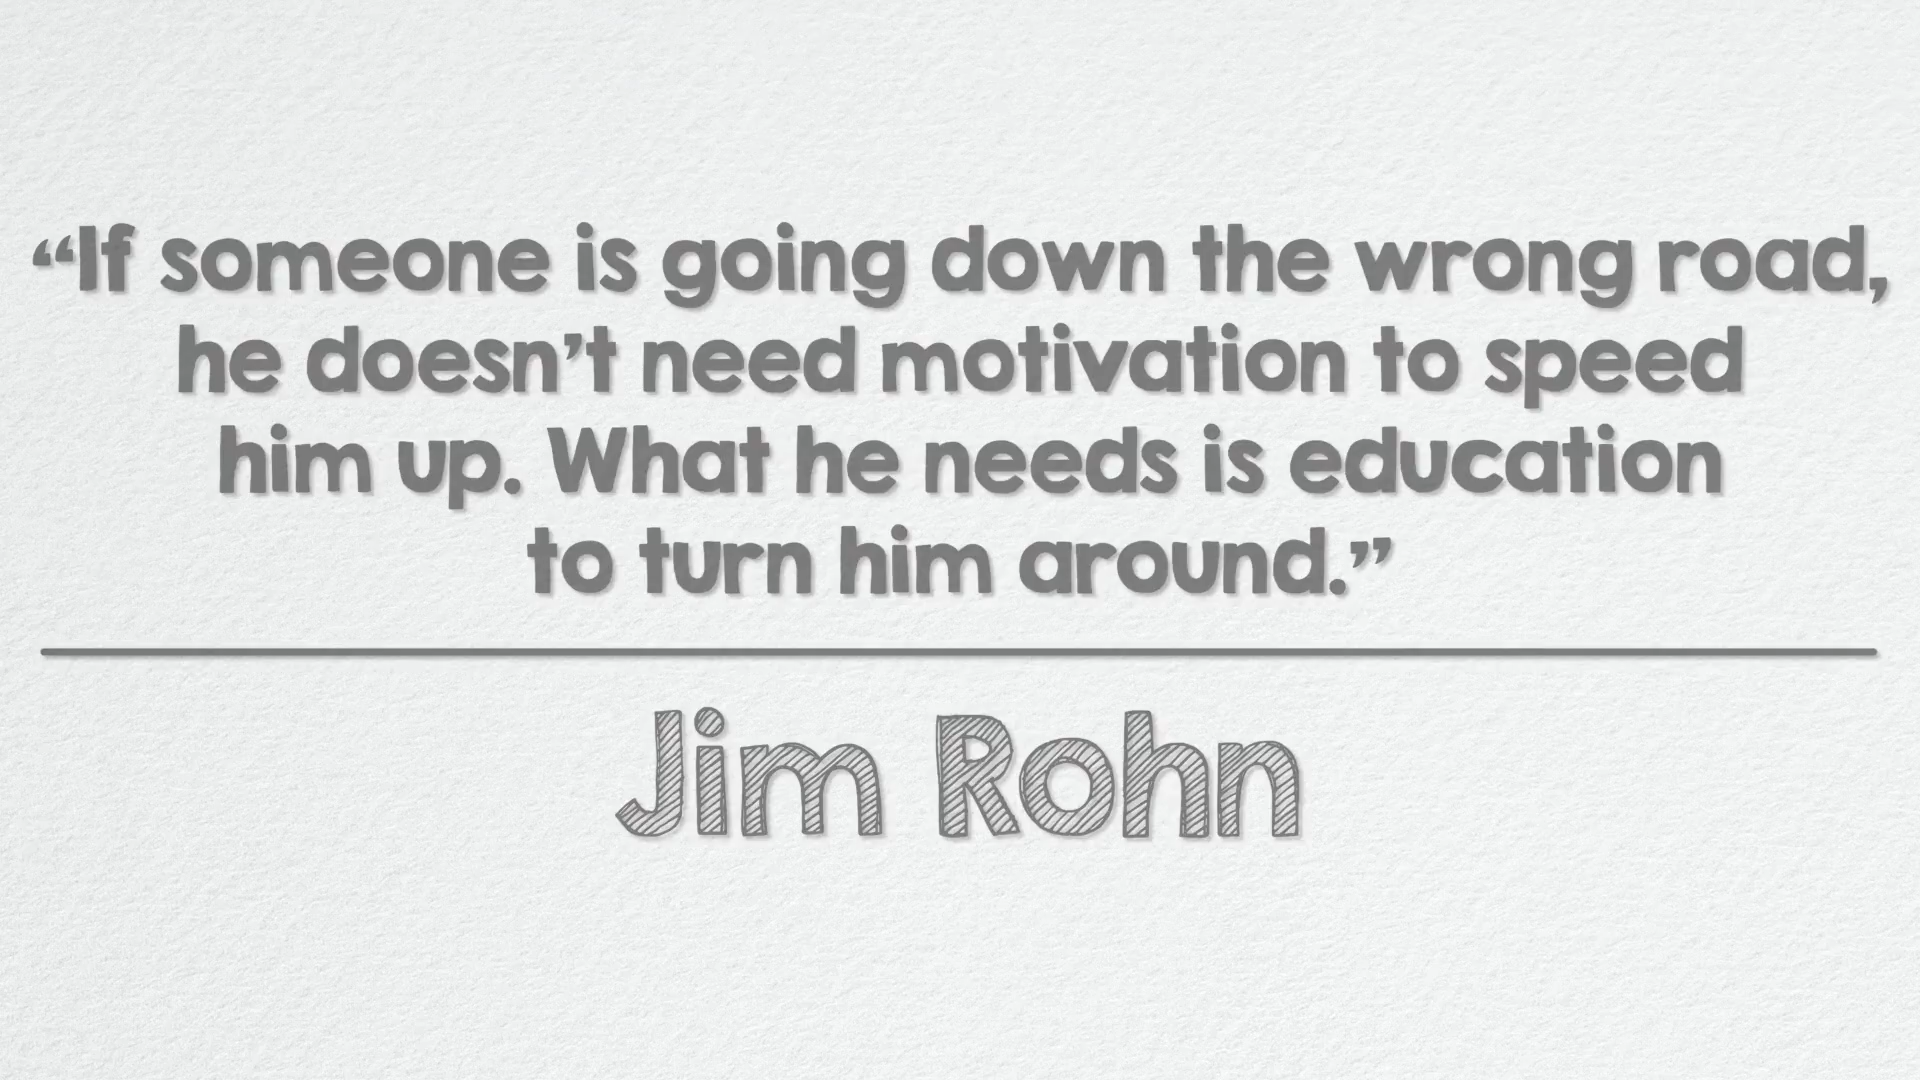 “If someone is going down the wrong road,
he doesn’t need motivation to speed
him up. What he needs is education
to turn him around.”
Jim Rohn